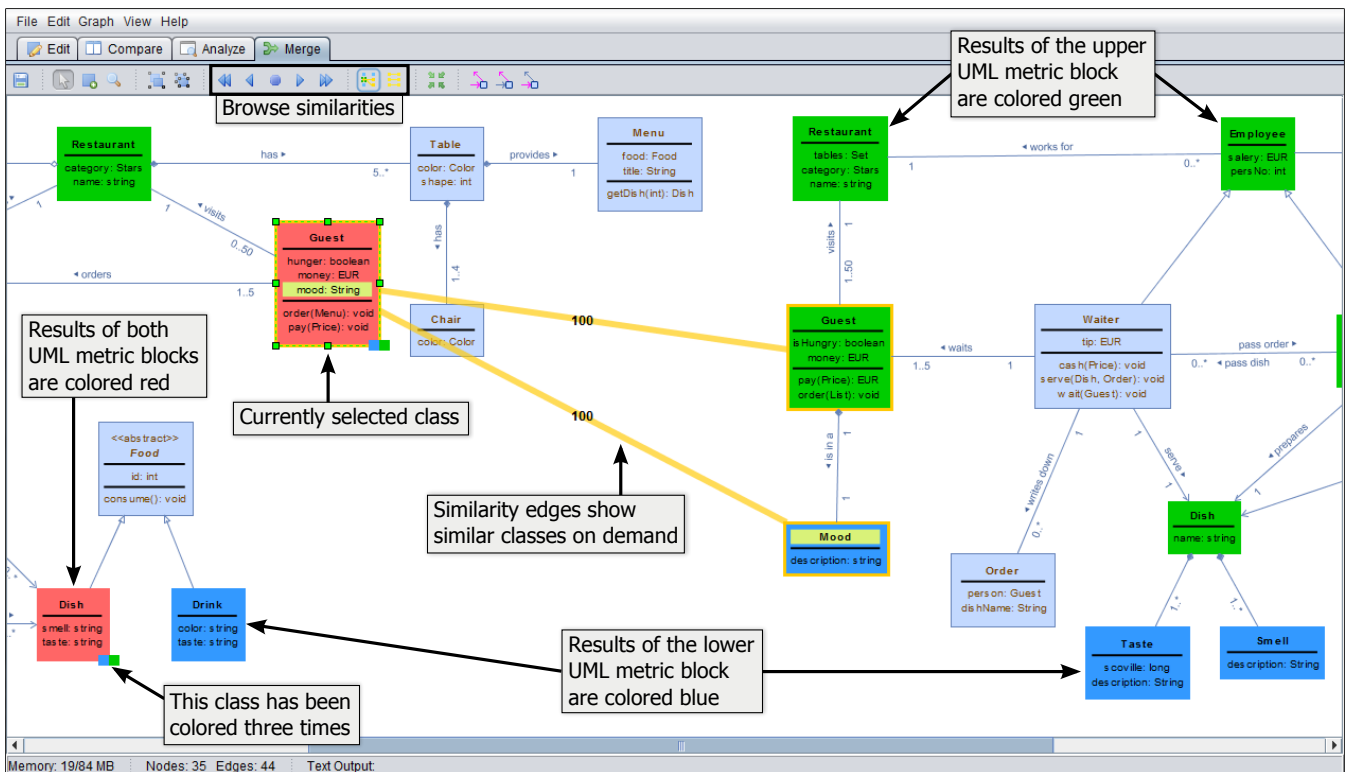 File Edit Graph View Help
Edit Compare Analyze Merge
Browse similarities
Results of the upper
UML metric block
are colored green
Restaurant
category: Stars
name: string
has ▸
5..*
1
◂ visits
1
0..50
◂ orders
1..5
Table
color: Color
shape: int
provides ▸
1
Menu
food: Food
title: String
getDish(int): Dish
◂ has
1..4
Chair
color: Color
Guest
hunger: boolean
money: EUR
mood: String
order(Menu): void
pay(Price): void
100
100
Restaurant
tables: Set
category: Stars
name: string
1
◂ works for
0..*
Employee
salery: EUR
persNo: int
visits ▸
1
1..50
Guest
isHungry: boolean
money: EUR
pay(Price): EUR
order(List): void
1..5
◂ waits
1
Waiter
tip: EUR
cash(Price): void
serve(Dish, Order): void
wait(Guest): void
pass order ▸
0..* ◂ pass dish 0..*
Results of both
UML metric blocks
are colored red
Currently selected class
<<abstract>>
Food
id: int
consume(): void
Similarity edges show
similar classes on demand
◂ is in a
1
1
Mood
description: string
1
◂ writes down
0..*
1
serve ▸
1
◂ prepares
1
Dish
name: string
Order
person: Guest
dishName: String
1..*
1..*
Taste
scoville: long
description: String
Smell
description: String
Dish
smell: string
taste: string
Drink
color: string
taste: string
Results of the lower
UML metric block
are colored blue
This class has been
colored three times
Memory: 19/84 MB Nodes: 35 Edges: 44 Text Output: